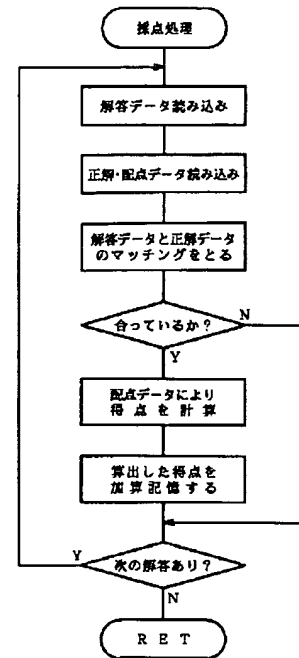 採点処理
解答データ読み込み
正解・配点データ読み込み
解答データと正解データ
のマッチングをとる
合っているか?
N
Y
配点データにより
得点を計算
算出した得点を
加算記憶する
Y
次の解答あり?
N
RET